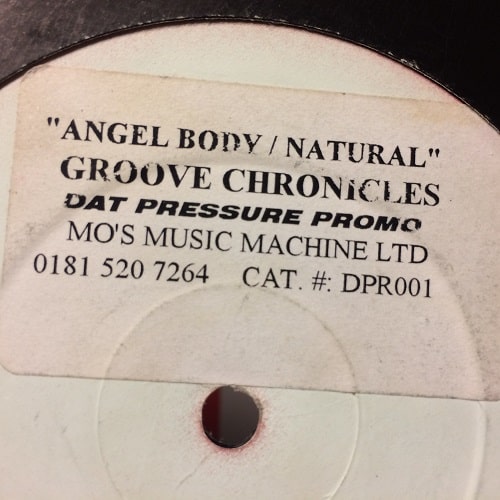 "ANGEL BODY / NATURAL"
GROOVE CHRONICLES
DAT PRESSURE PROMO
MO'S MUSIC MACHINE LTD
0181 520 7264 CAT. #: DPR001